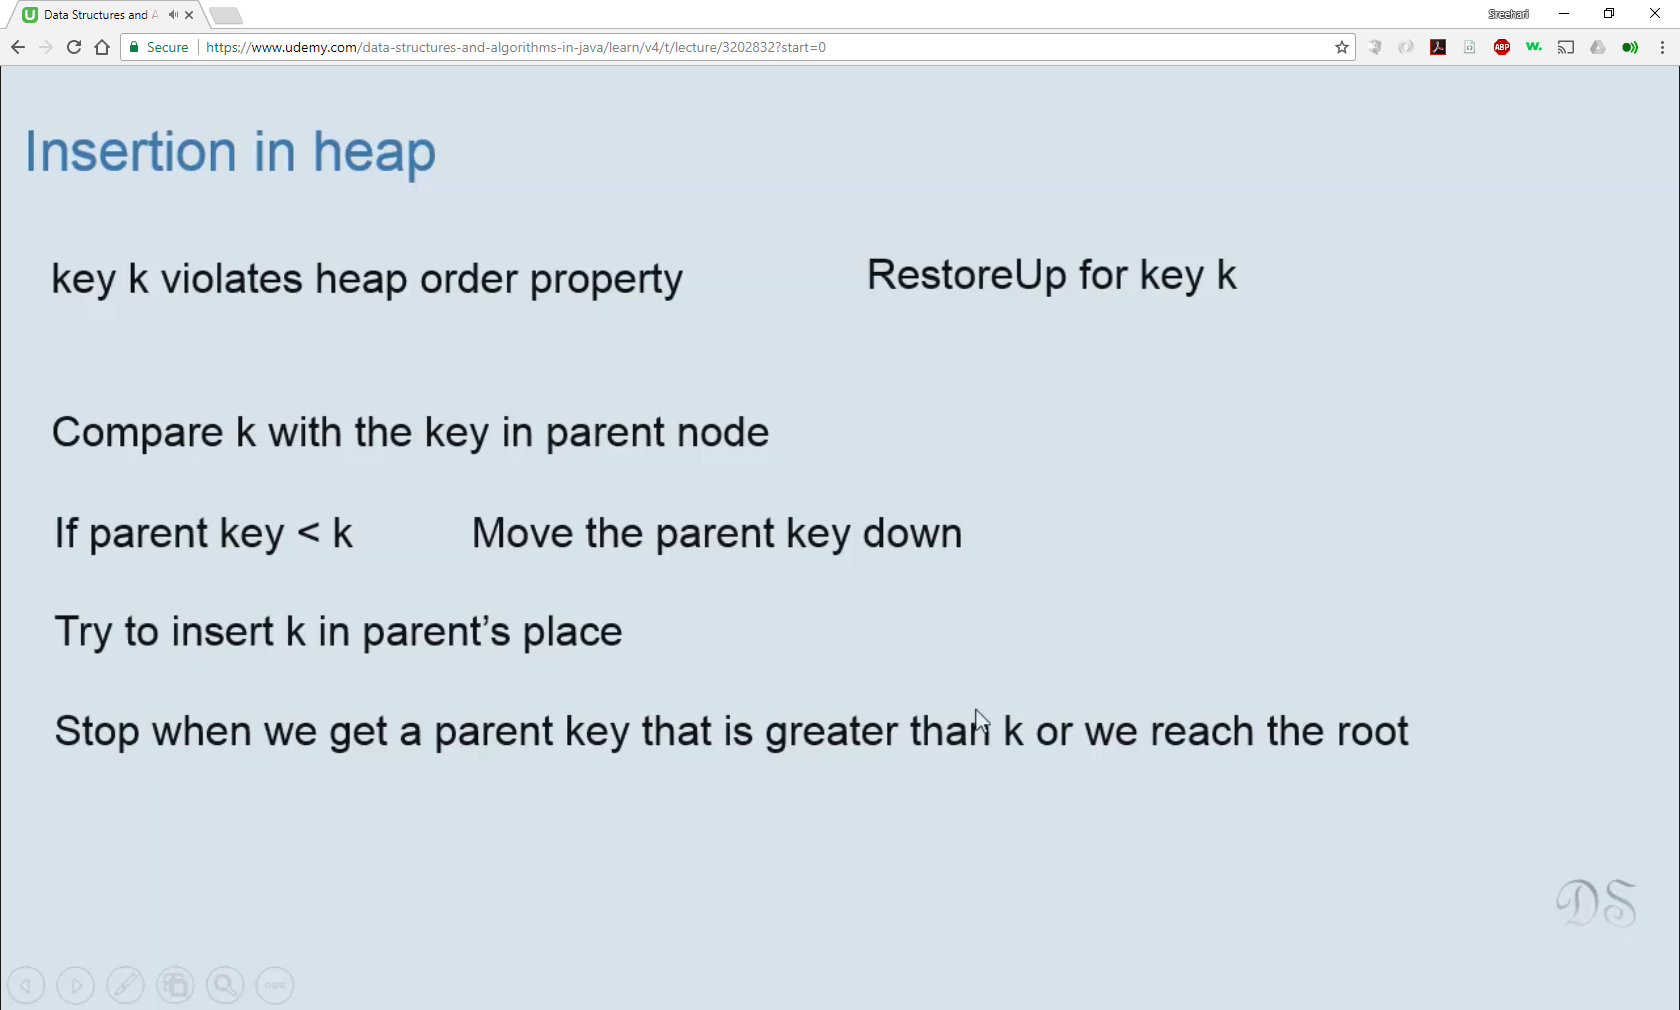 Data Structures and A
Sreehari
Secure
https://www.udemy.com/data-structures-and-algorithms-in-java/learn/v4/t/lecture/3202832?start=0
ABP
w.
Insertion in heap
key k violates heap order property
RestoreUp for key k
Compare k with the key in parent node
If parent key < k
Move the parent key down
Try to insert k in parent’s place
Stop when we get a parent key that is greater than k or we reach the root
DS